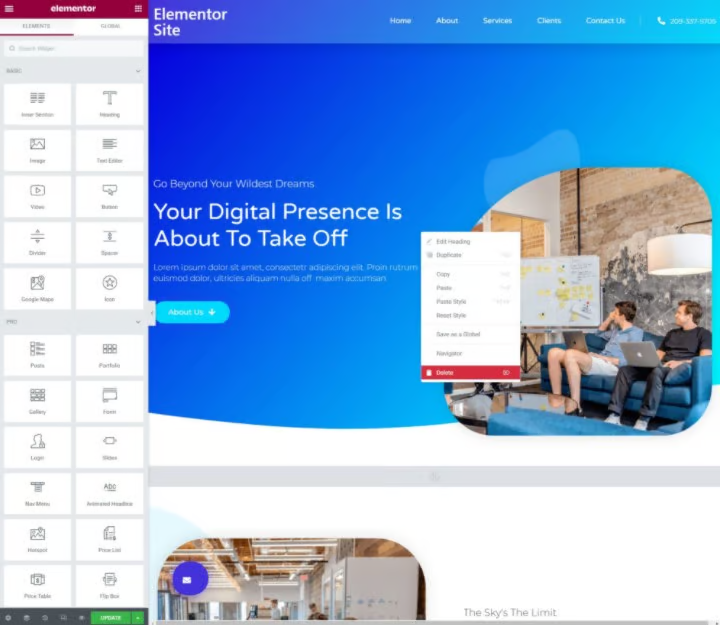 elementor
ELEMENTS
GLOBAL
Search Widget
BASIC
Inner Section
Heading
Image
Text Editor
Video
Button
Divider
Spacer
Google Maps
Icon
PRO
Posts
Portfolio
Gallery
Form
Login
Slides
Nav Menu
Abc
Animated Headline
Hotspot
Price List
Price Table
Flip Box
UPDATE
Elementor
Site
Home
About
Services
Clients
Contact Us
Go Beyond Your Wildest Dreams
Your Digital Presence Is
About To Take Off
Lorem ipsum dolor sit amet, consectetr adipiscing elit. Proin rutrum
euismod dolor, ultricies aliquam nulla off maxim accumsan.
About Us
Edit Heading
Duplicate
Copy
Paste
Paste Style
Reset Style
Save as a Global
Navigator
Delete
The Sky's The Limit